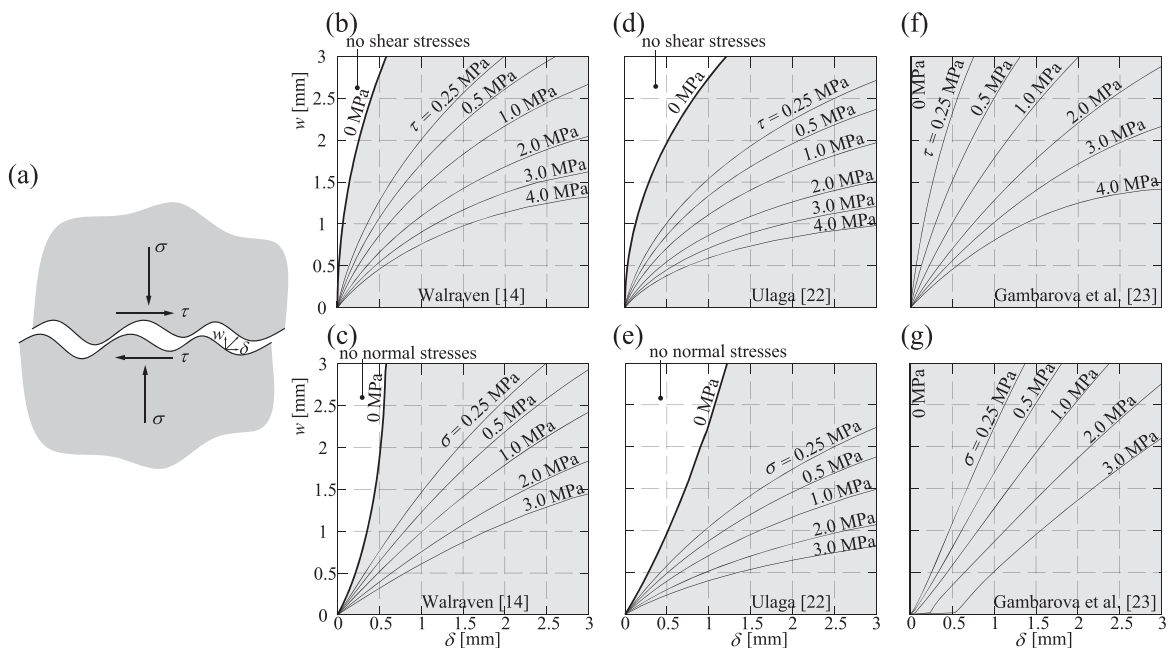 (a)
σ
τ
w
δ
τ
σ
(b)
no shear stresses
3
2.5
2
1.5
1
0.5
0
w [mm]
0 MPa
τ = 0.25 MPa
0.5 MPa
1.0 MPa
2.0 MPa
3.0 MPa
4.0 MPa
Walraven [14]
(d)
no shear stresses
0 MPa
τ = 0.25 MPa
0.5 MPa
1.0 MPa
2.0 MPa
3.0 MPa
4.0 MPa
Ulaga [22]
(f)
0 MPa
τ = 0.25 MPa
0.5 MPa
1.0 MPa
2.0 MPa
3.0 MPa
4.0 MPa
Gambarova et al. [23]
(c)
no normal stresses
3
2.5
2
1.5
1
0.5
0
w [mm]
0 MPa
σ = 0.25 MPa
0.5 MPa
1.0 MPa
2.0 MPa
3.0 MPa
Walraven [14]
0 0.5 1 1.5 2 2.5 3
δ [mm]
(e)
no normal stresses
0 MPa
σ = 0.25 MPa
0.5 MPa
1.0 MPa
2.0 MPa
3.0 MPa
Ulaga [22]
0 0.5 1 1.5 2 2.5 3
δ [mm]
(g)
0 MPa
σ = 0.25 MPa
0.5 MPa
1.0 MPa
2.0 MPa
3.0 MPa
Gambarova et al. [23]
0 0.5 1 1.5 2 2.5 3
δ [mm]